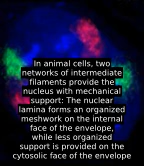 In animal cells, two
networks of intermediate
filaments provide the
nucleus with mechanical
support: The nuclear
lamina forms an organized
meshwork on the internal
face of the envelope,
while less organized
support is provided on the
cytosolic face of the envelope